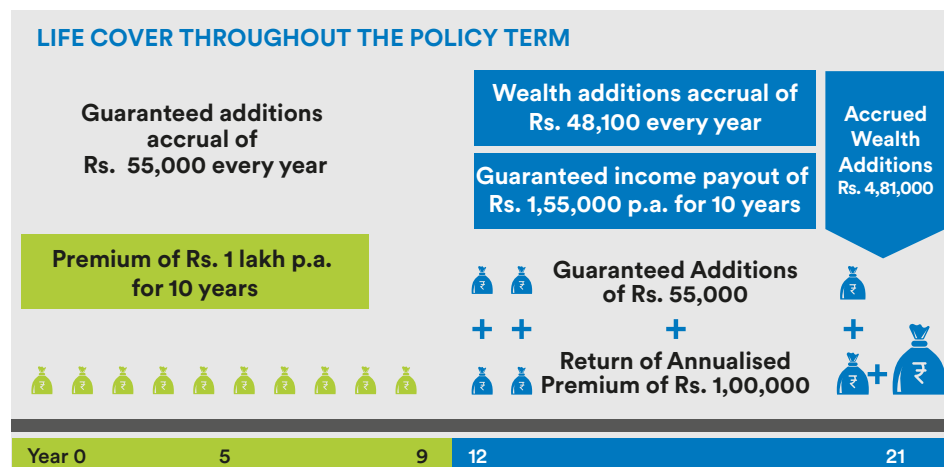 LIFE COVER THROUGHOUT THE POLICY TERM
Guaranteed additions
accrual of
Rs. 55,000 every year
Premium of Rs. 1 lakh p.a.
for 10 years
Wealth additions accrual of
Rs. 48,100 every year
Guaranteed income payout of
Rs. 1,55,000 p.a. for 10 years
Accrued
Wealth
Additions
Rs. 4,81,000
Guaranteed Additions
of Rs. 55,000
+ + + +
Return of Annualised
Premium of Rs. 1,00,000
+
Year 0 5 9 12 21